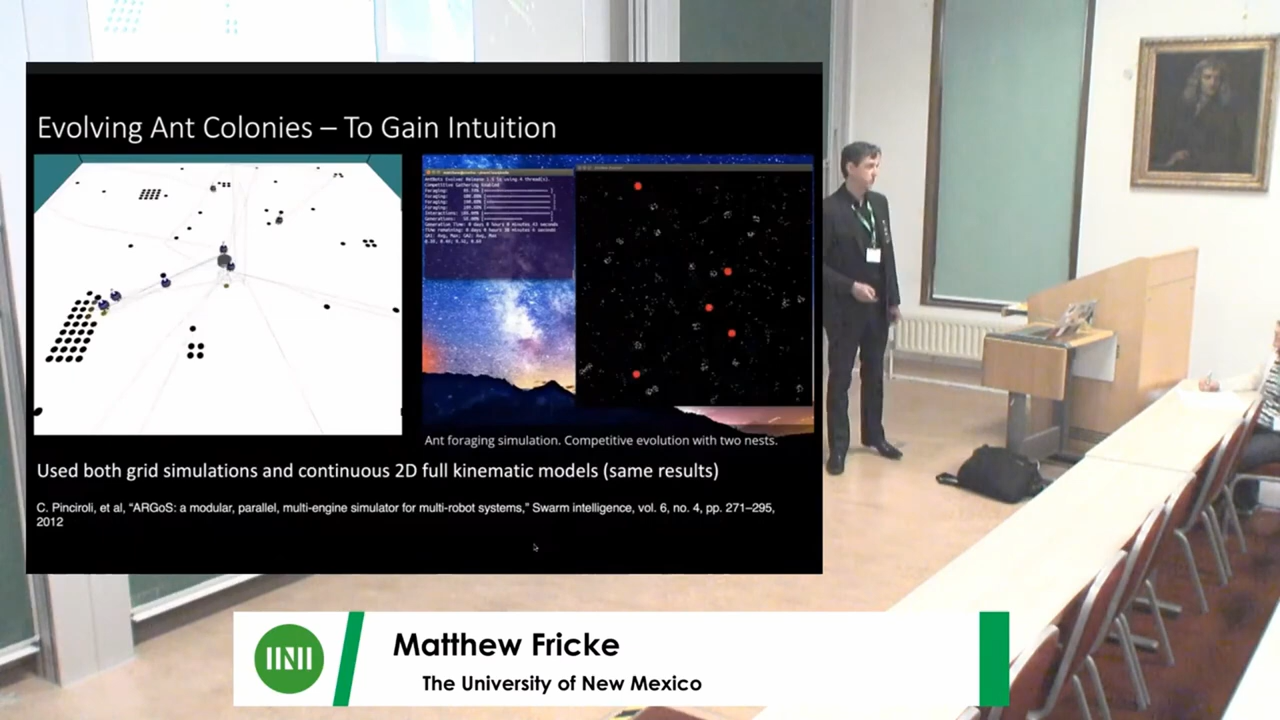 Evolving Ant Colonies – To Gain Intuition
Ant foraging simulation. Competitive evolution with two nests.
Used both grid simulations and continuous 2D full kinematic models (same results)
C. Pinciroli, et al, “ARGoS: a modular, parallel, multi-engine simulator for multi-robot systems,” Swarm intelligence, vol. 6, no. 4, pp. 271–295,
2012
Matthew Fricke
The University of New Mexico